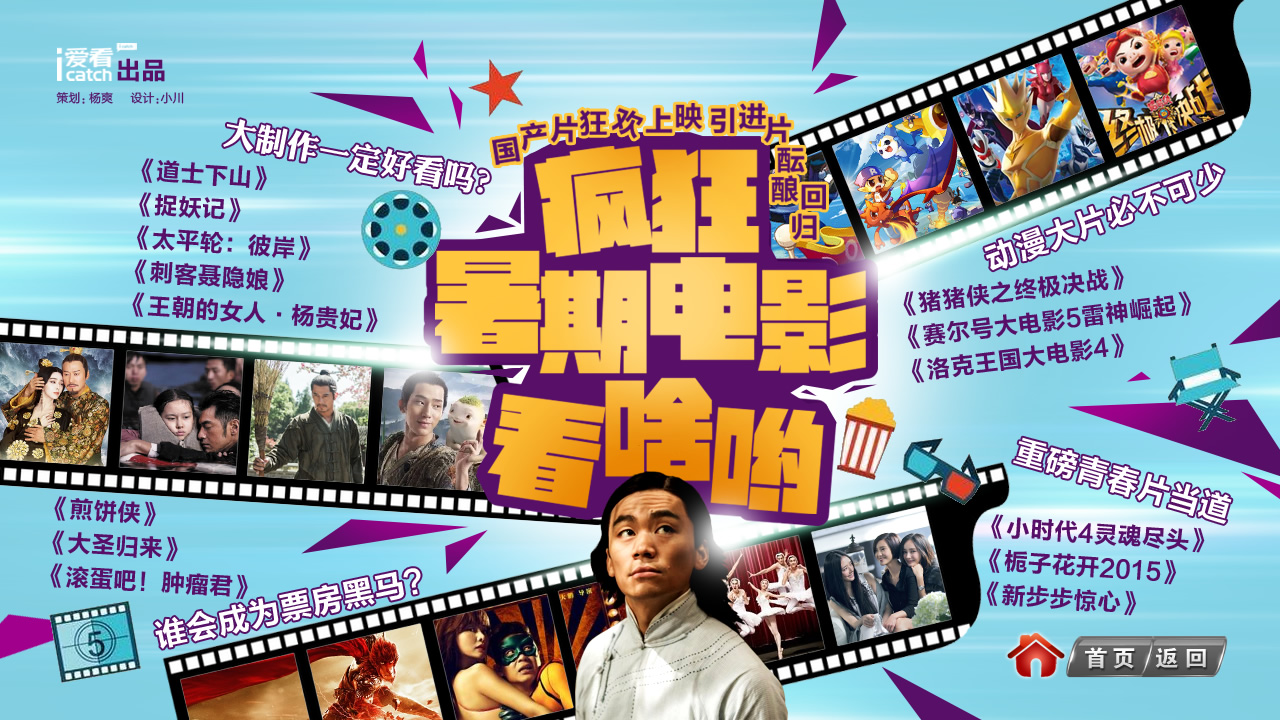 i爱看
catch 出品
策划：杨爽 设计：小川
国产片狂欢上映 引进片酝酿回归
疯狂
暑期电影
看啥哟
大制作一定好看吗？
《道士下山》
《捉妖记》
《太平轮：彼岸》
《刺客聂隐娘》
《王朝的女人·杨贵妃》
动漫大片必不可少
《猪猪侠之终极决战》
《赛尔号大电影5雷神崛起》
《洛克王国大电影4》
重磅青春片当道
《小时代4灵魂尽头》
《栀子花开2015》
《新步步惊心》
《煎饼侠》
《大圣归来》
《滚蛋吧！肿瘤君》
谁会成为票房黑马？
5
终极决战
首页 返回